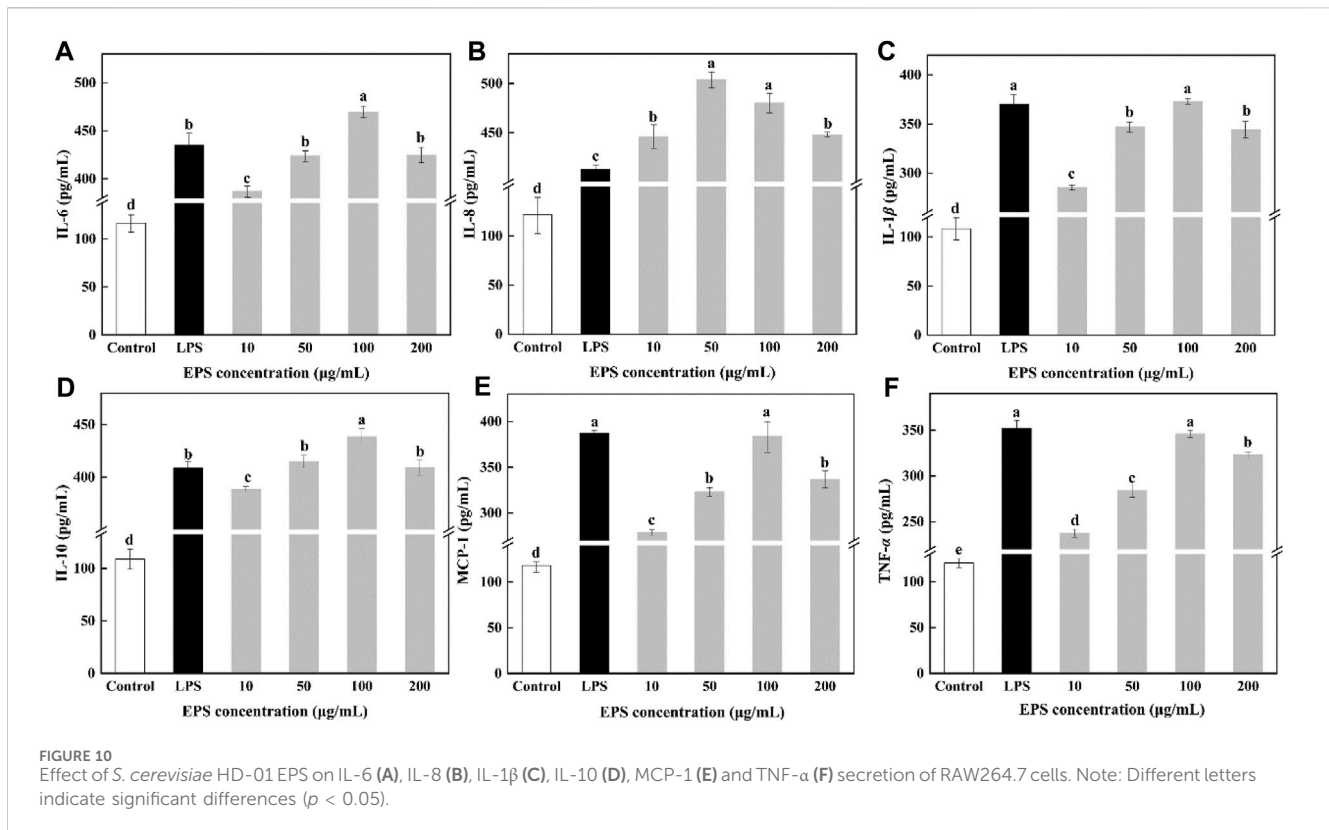 A
IL-6 (pg/mL)
500
450
400
100
50
0
d
b
c
b
a
b
Control LPS 10 50 100 200
EPS concentration (μg/mL)
B
IL-8 (pg/mL)
500
450
100
50
0
d
c
b
a
a
b
Control LPS 10 50 100 200
EPS concentration (μg/mL)
C
IL-1β (pg/mL)
400
350
300
100
50
0
d
a
c
b
a
b
Control LPS 10 50 100 200
EPS concentration (μg/mL)
D
IL-10 (pg/mL)
450
400
100
50
0
d
b
c
b
a
b
Control LPS 10 50 100 200
EPS concentration (μg/mL)
E
MCP-1 (pg/mL)
400
350
300
100
50
0
d
a
c
b
a
b
Control LPS 10 50 100 200
EPS concentration (μg/mL)
F
TNF-α (pg/mL)
350
300
250
100
50
0
e
a
d
c
a
b
Control LPS 10 50 100 200
EPS concentration (μg/mL)
FIGURE 10
Effect of S. cerevisiae HD-01 EPS on IL-6 (A), IL-8 (B), IL-1β (C), IL-10 (D), MCP-1 (E) and TNF-α (F) secretion of RAW264.7 cells. Note: Different letters
indicate significant differences (p < 0.05).